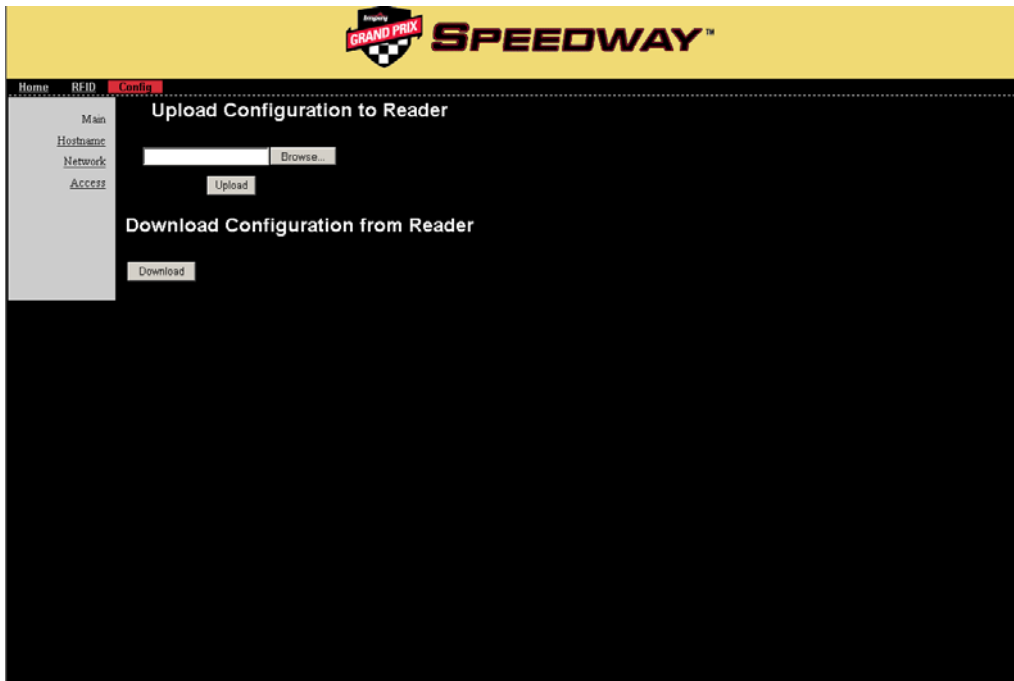 GRAND PRIX
SPEEDWAY™
Home RFID Config
Main
Hostname
Network
Access
Upload Configuration to Reader
Browse...
Upload
Download Configuration from Reader
Download